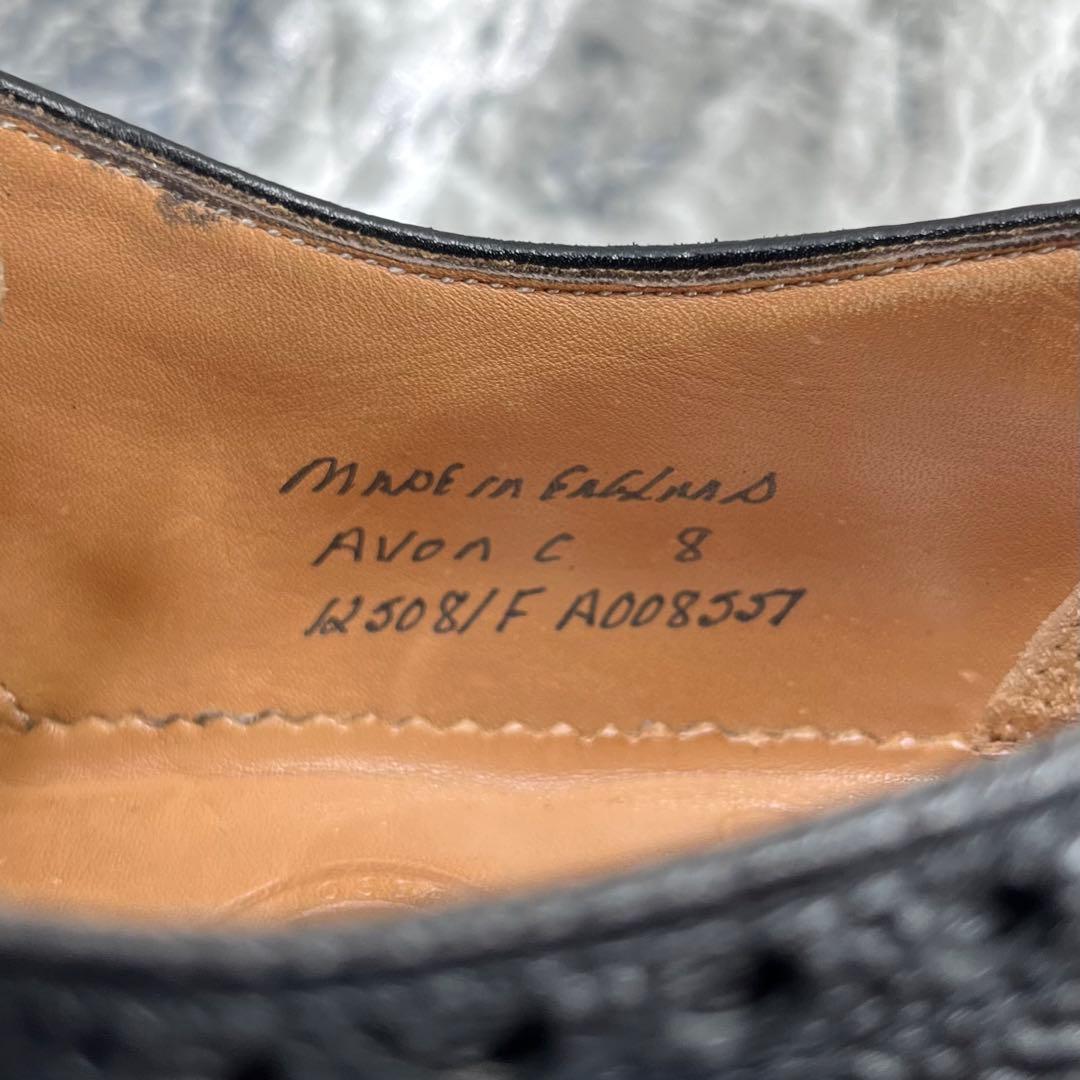 MADE in ENGLAND
AVON C 8
12508/F A008557